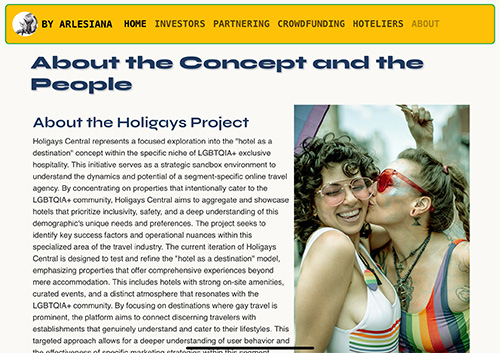 BY ARLESIANA HOME INVESTORS PARTNERING CROWDFUNDING HOTELIERS ABOUT
About the Concept and the
People
About the Holigays Project
Holigays Central represents a focused exploration into the "hotel as a
destination" concept within the specific niche of LGBTQIA+ exclusive
hospitality. This initiative serves as a strategic sandbox environment to
understand the dynamics and potential of a segment-specific online travel
agency. By concentrating on properties that intentionally cater to the
LGBTQIA+ community, Holigays Central aims to aggregate and showcase
hotels that prioritize inclusivity, safety, and a deep understanding of this
demographic's unique needs and preferences. The project seeks to
identify key success factors and operational nuances within this
specialized area of the travel industry. The current iteration of Holigays
Central is designed to test and refine the "hotel as a destination" model,
emphasizing properties that offer comprehensive experiences beyond
mere accommodation. This includes hotels with strong on-site amenities,
curated events, and a distinct atmosphere that resonates with the
LGBTQIA+ community. By focusing on destinations where gay travel is
prominent, the platform aims to connect discerning travelers with
establishments that genuinely understand and cater to their lifestyles. This
targeted approach allows for a deeper understanding of user behavior and
the effectiveness of specific marketing strategies within this segment